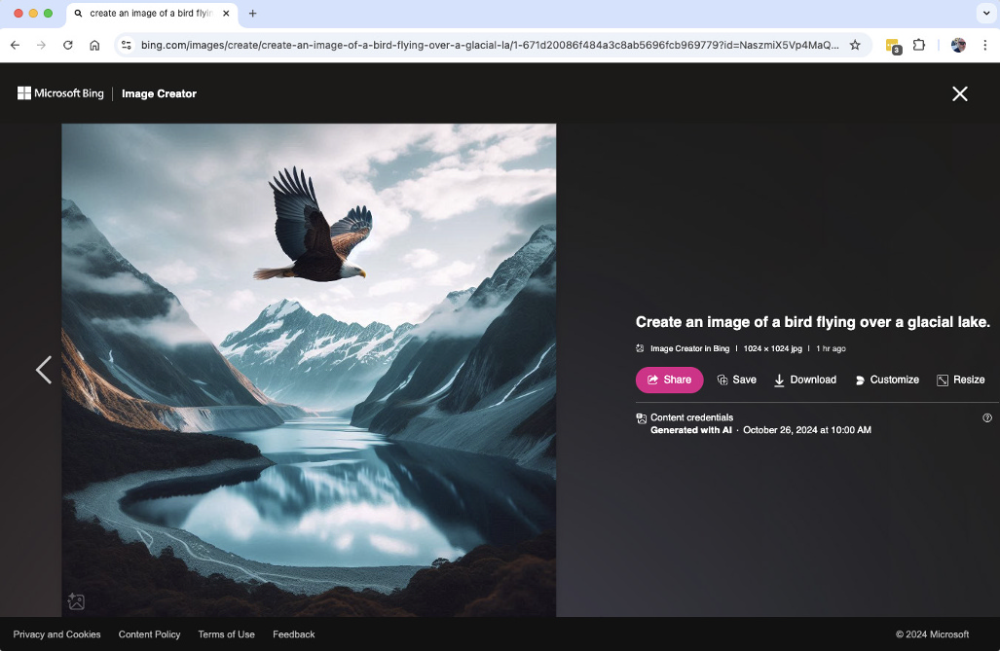 create an image of a bird flyin
bing.com/images/create/create-an-image-of-a-bird-flying-over-a-glacial-la/1-671d20086f484a3c8ab5696fcb969779?id=NaszmiX5Vp4MaQ...
3
Microsoft Bing | Image Creator
Create an image of a bird flying over a glacial lake.
Image Creator in Bing | 1024 × 1024 jpg | 1 hr ago
Share Save Download Customize Resize
Content credentials
Generated with AI · October 26, 2024 at 10:00 AM
Privacy and Cookies Content Policy Terms of Use Feedback © 2024 Microsoft